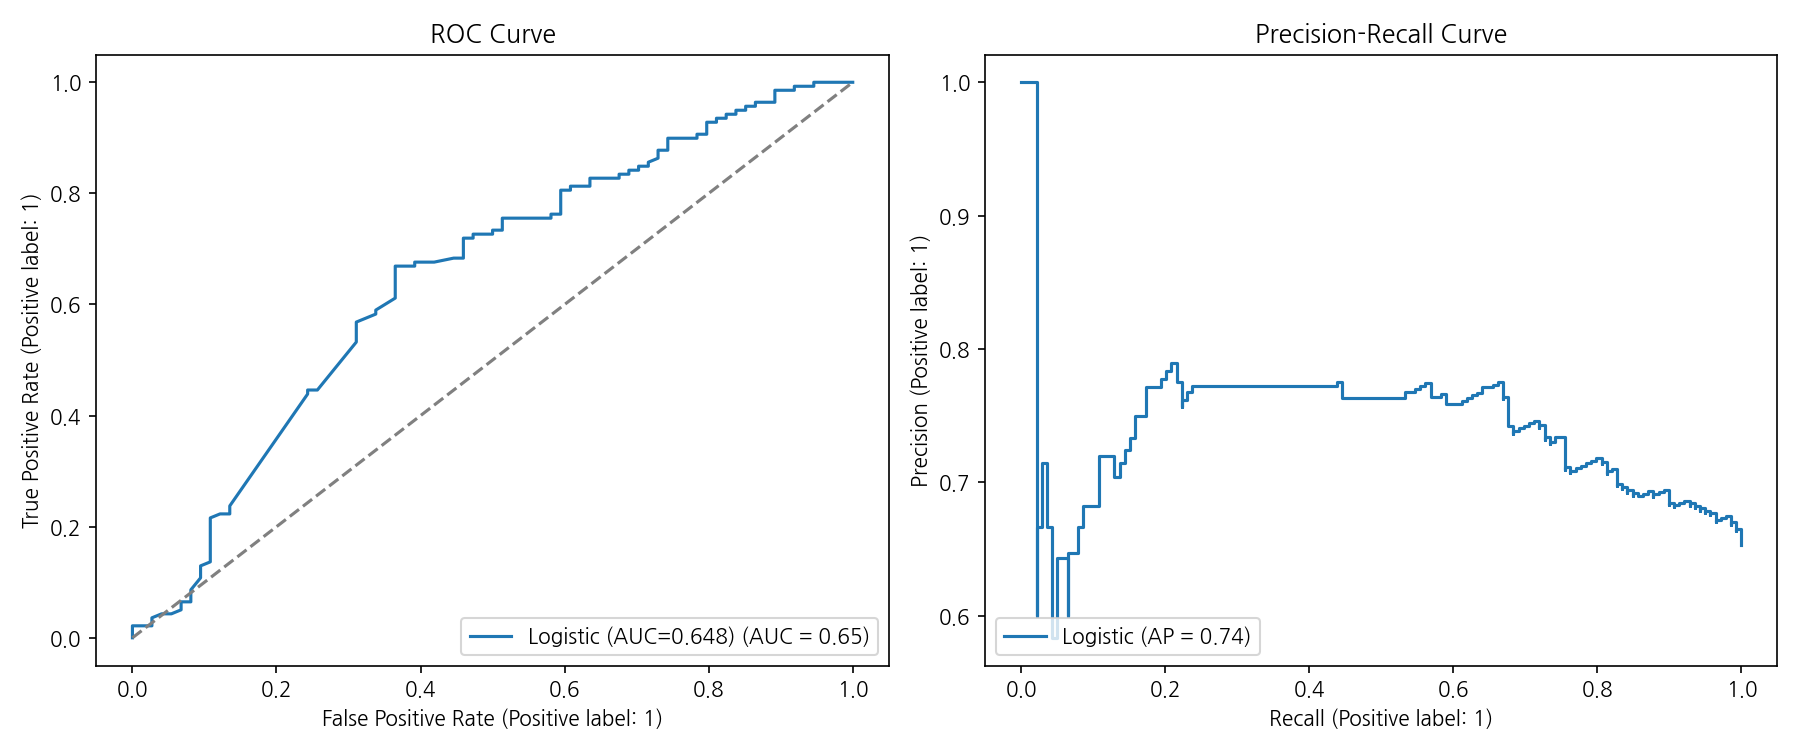 ROC Curve
True Positive Rate (Positive label: 1)
1.0
0.8
0.6
0.4
0.2
0.0
Logistic (AUC=0.648) (AUC = 0.65)
0.0 0.2 0.4 0.6 0.8 1.0
False Positive Rate (Positive label: 1)
Precision-Recall Curve
Precision (Positive label: 1)
1.0
0.9
0.8
0.7
0.6
Logistic (AP = 0.74)
0.0 0.2 0.4 0.6 0.8 1.0
Recall (Positive label: 1)